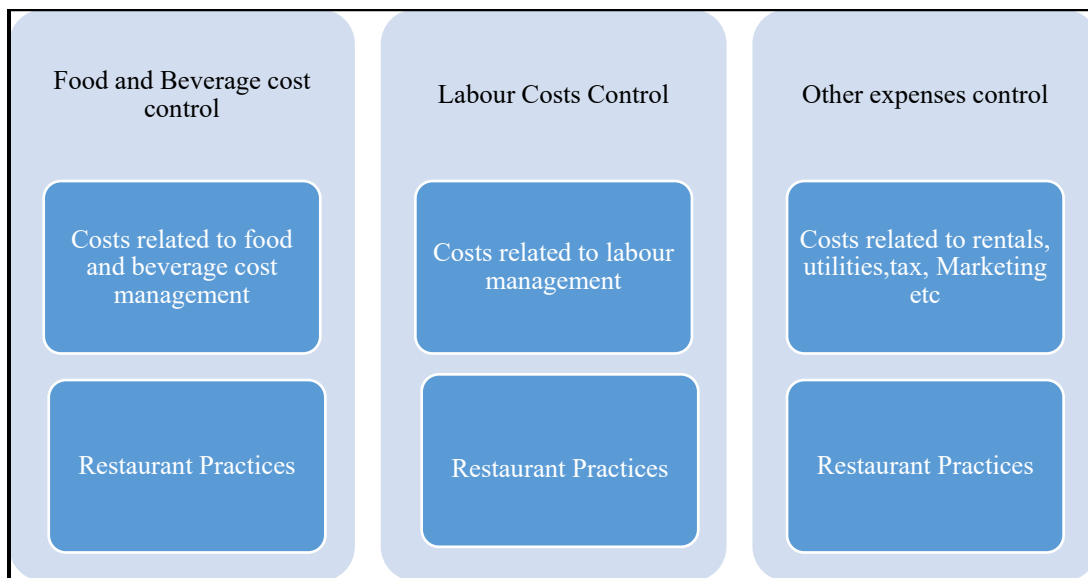 Food and Beverage cost
control
Costs related to food
and beverage cost
management
Restaurant Practices
Labour Costs Control
Costs related to labour
management
Restaurant Practices
Other expenses control
Costs related to rentals,
utilities,tax, Marketing
etc
Restaurant Practices